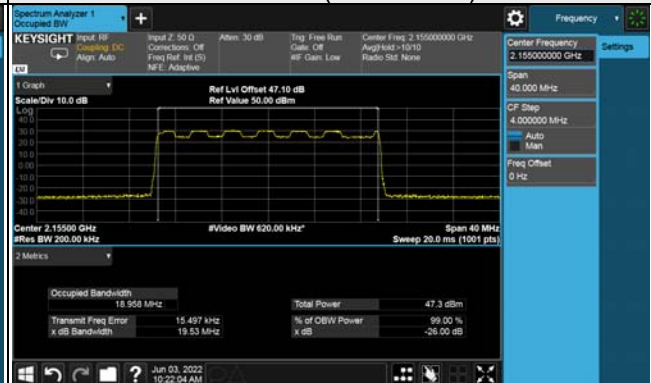 Spectrum Analyzer 1
Occupied BW
Frequency
KEYSIGHT Input: RF
Coupling: DC
Align: Auto
Input Z: 50 Ω
Corrections: Off
Freq Ref: Int (S)
NFE: Adaptive
Atten: 30 dB
Trig: Free Run
Gate: Off
#IF Gain: Low
Center Freq: 2.155000000 GHz
Avg|Hold:>10/10
Radio Std: None
Center Frequency
2.155000000 GHz
Settings
Span
40.000 MHz
CF Step
4.000000 MHz
Auto
Man
Freq Offset
0 Hz
1 Graph
Scale/Div 10.0 dB
Ref Lvl Offset 47.10 dB
Ref Value 50.00 dBm
Log
40.0
30.0
20.0
10.0
0.00
-10.0
-20.0
-30.0
-40.0
Center 2.15500 GHz
#Res BW 200.00 kHz
#Video BW 620.00 kHz*
Span 40 MHz
Sweep 20.0 ms (1001 pts)
2 Metrics
Occupied Bandwidth
18.958 MHz
Total Power 47.3 dBm
Transmit Freq Error 15.497 kHz
% of OBW Power 99.00 %
x dB Bandwidth 19.53 MHz
x dB -26.00 dB
Jun 03, 2022
10:22:04 AM